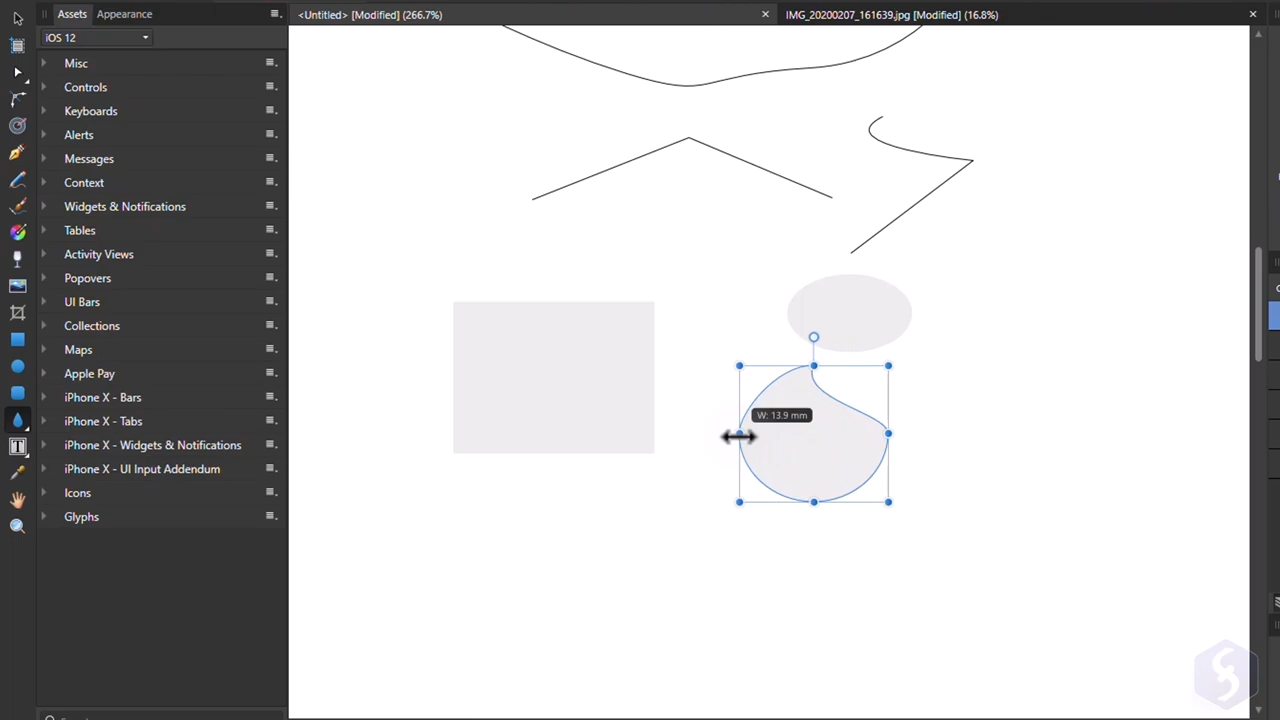 Assets Appearance
<Untitled> [Modified] (266.7%)
IMG_20200207_161639.jpg [Modified] (16.8%)
iOS 12
Misc
Controls
Keyboards
Alerts
Messages
Context
Widgets & Notifications
Tables
Activity Views
Popovers
UI Bars
Collections
Maps
Apple Pay
iPhone X - Bars
iPhone X - Tabs
iPhone X - Widgets & Notifications
iPhone X - UI Input Addendum
Icons
Glyphs
W: 13.9 mm